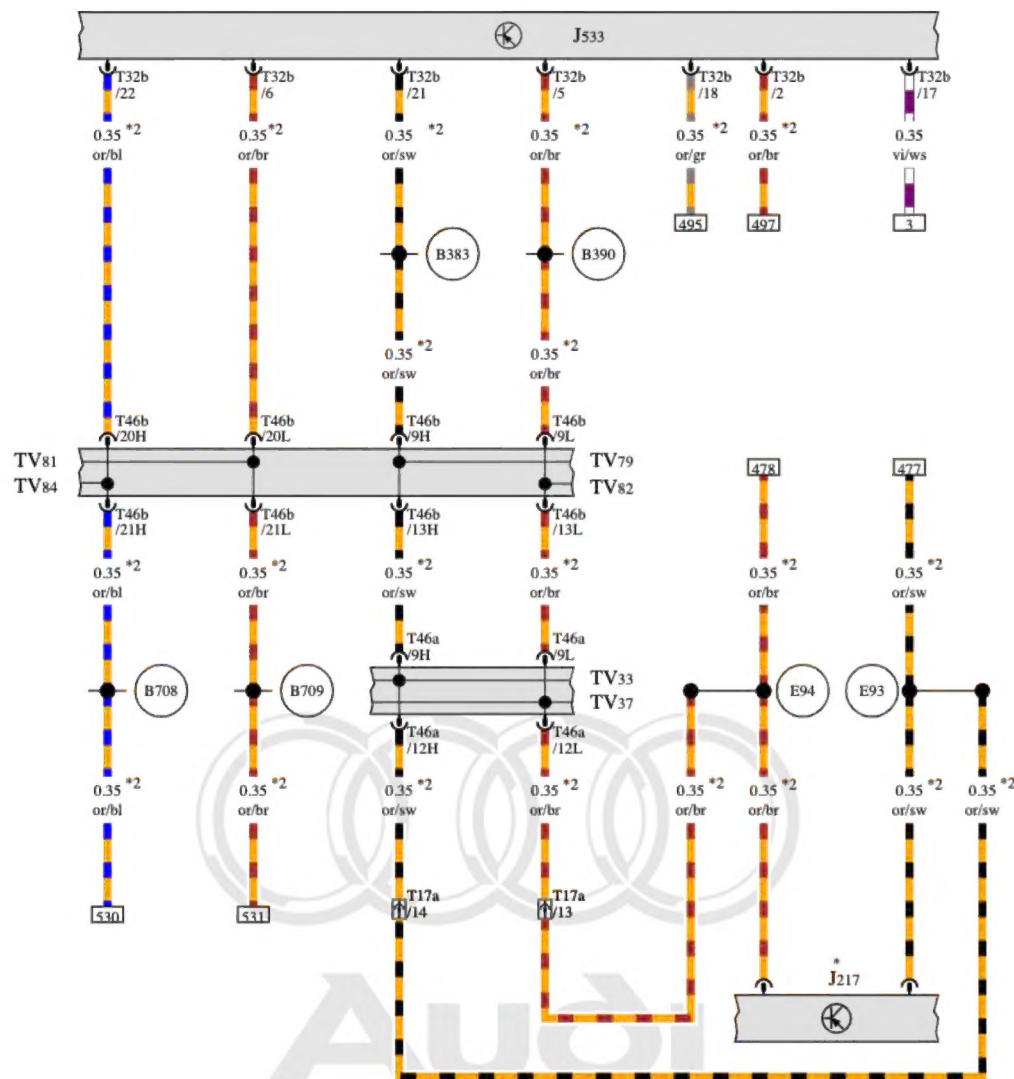 J533
T32b T32b T32b T32b T32b T32b T32b
/22 /6 /21 /5 /18 /2 /17
0.35 *2 0.35 *2 0.35 *2 0.35 *2 0.35 *2 0.35 *2 0.35
or/bl or/br or/sw or/br or/gr or/br vi/ws
495 497 3
B383 B390
0.35 *2 0.35 *2
or/sw or/br
T46b T46b T46b T46b
/20H /20L /9H /9L
TV81 TV79 478 477
TV84 TV82
T46b T46b T46b T46b
/21H /21L /13H /13L
0.35 *2 0.35 *2 0.35 *2 0.35 *2 0.35 *2 0.35 *2
or/bl or/br or/sw or/br or/br or/sw
T46a T46a
/9H /9L
B708 B709 TV33 E94 E93
TV37
T46a T46a
/12H /12L
0.35 *2 0.35 *2 0.35 *2 0.35 *2 0.35 *2 0.35 *2 0.35 *2 0.35 *2
or/bl or/br or/sw or/br or/br or/br or/sw or/sw
T17a T17a
530 531 /14 /13
*
J217
Audi